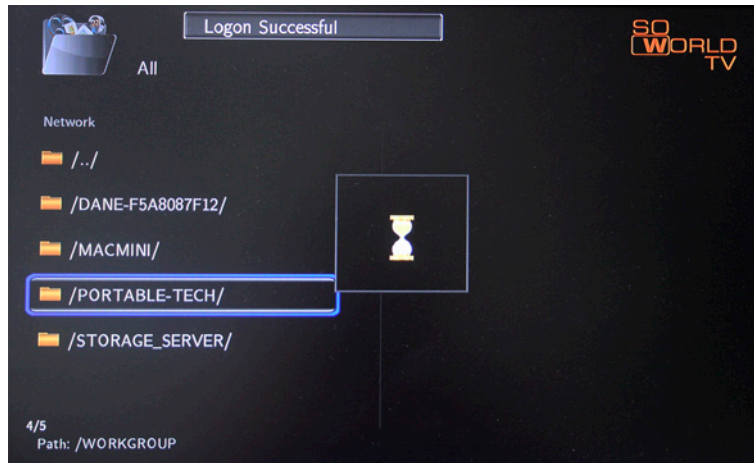 Logon Successful
SO
WORLD
TV
All
Network
/../
/DANE-F5A8087F12/
/MACMINI/
/PORTABLE-TECH/
/STORAGE_SERVER/
4/5
Path: /WORKGROUP